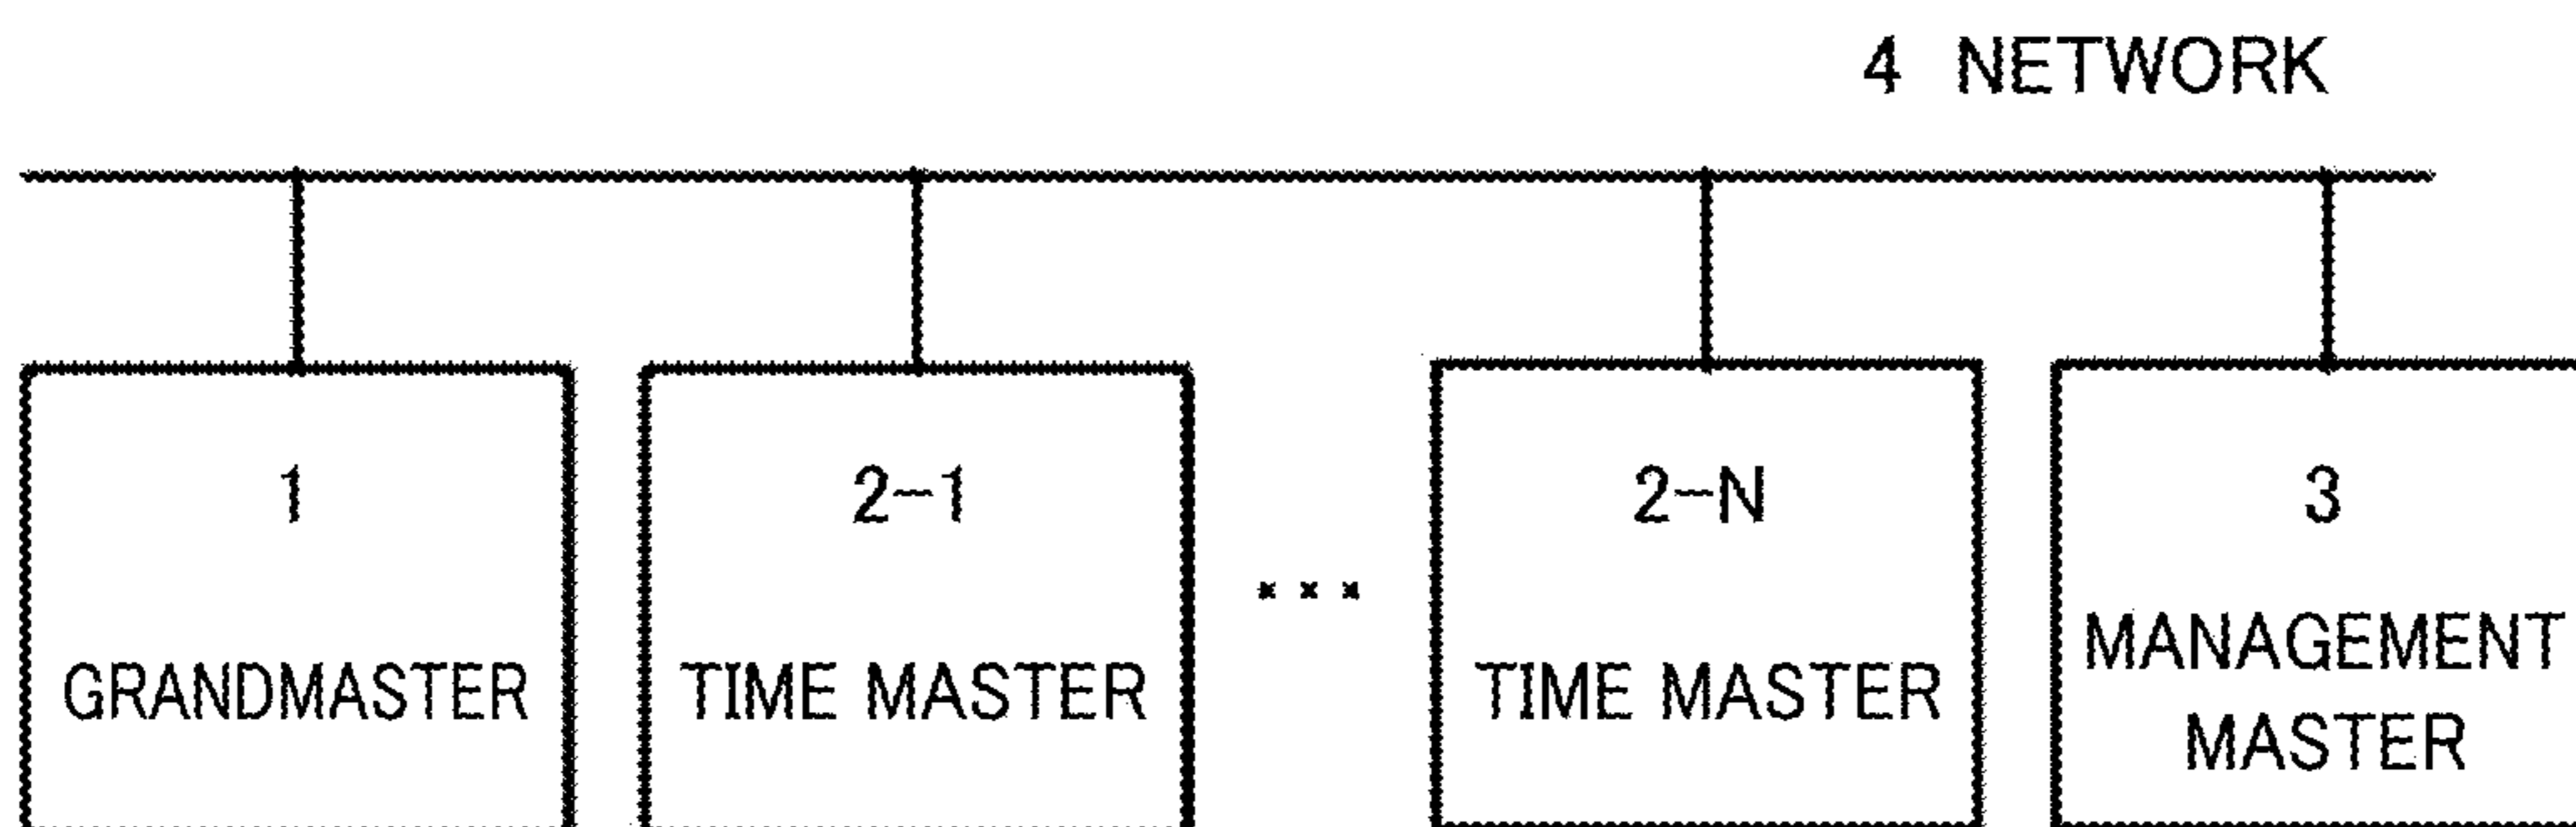 4 NETWORK
1
GRANDMASTER
2-1
TIME MASTER
...
2-N
TIME MASTER
3
MANAGEMENT
MASTER